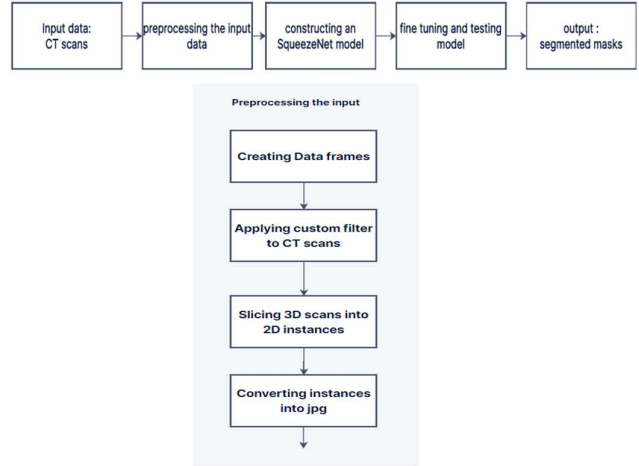 Input data:
CT scans
preprocessing the input
data
constructing an
SqueezeNet model
fine tuning and testing
model
output :
segmented masks
Preprocessing the input
Creating Data frames
Applying custom filter
to CT scans
Slicing 3D scans into
2D instances
Converting instances
into jpg